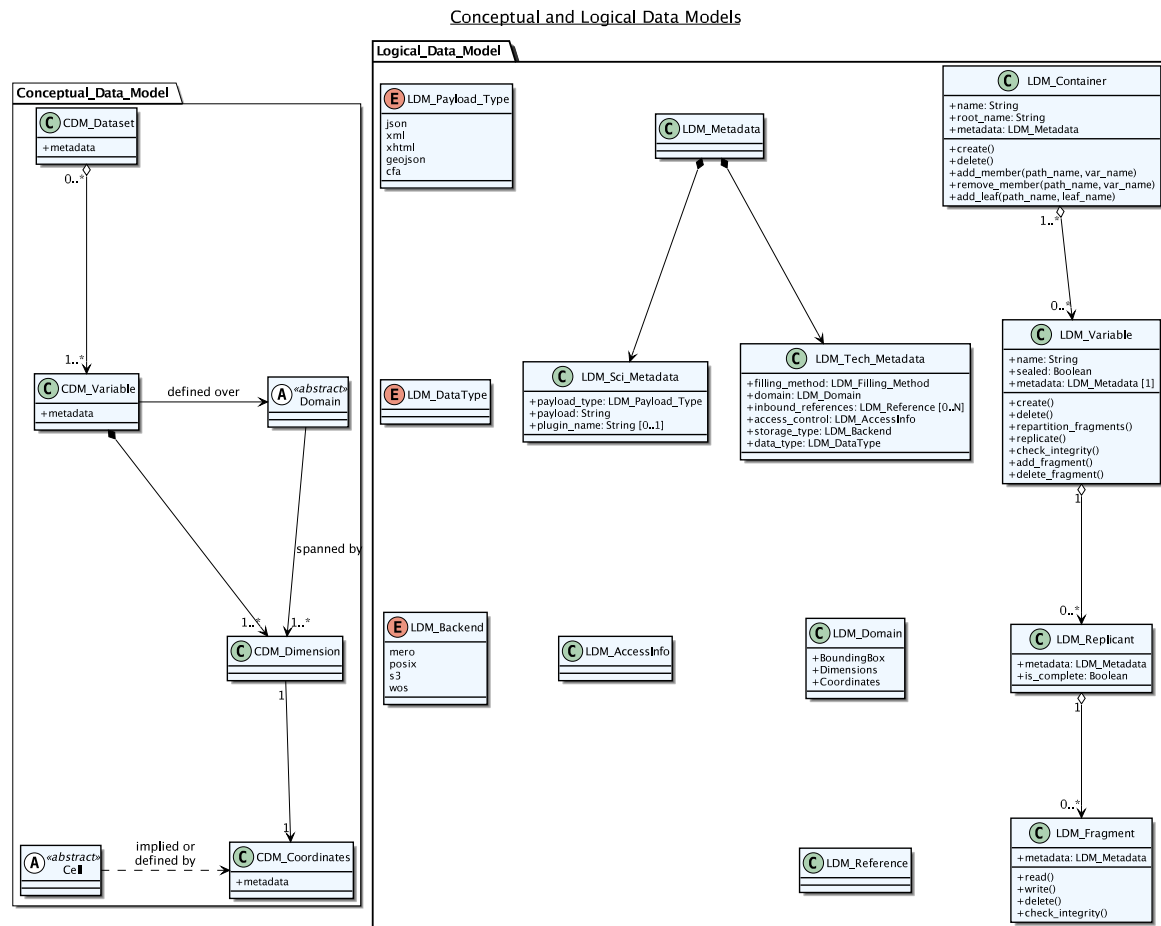 Conceptual and Logical Data Models
Conceptual_Data_Model
C CDM_Dataset
+metadata
0..*
1..*
C CDM_Variable
+metadata
defined over
A «abstract»
Domain
spanned by
1..*
1..*
C CDM_Dimension
1
1
A «abstract»
Cell
implied or
defined by
C CDM_Coordinates
+metadata
Logical_Data_Model
E LDM_Payload_Type
json
xml
xhtml
geojson
cfa
C LDM_Metadata
C LDM_Container
+name: String
+root_name: String
+metadata: LDM_Metadata
+create()
+delete()
+add_member(path_name, var_name)
+remove_member(path_name, var_name)
+add_leaf(path_name, leaf_name)
1..*
0..*
E LDM_DataType
C LDM_Sci_Metadata
+payload_type: LDM_Payload_Type
+payload: String
+plugin_name: String [0..1]
C LDM_Tech_Metadata
+filling_method: LDM_Filling_Method
+domain: LDM_Domain
+inbound_references: LDM_Reference [0..N]
+access_control: LDM_AccessInfo
+storage_type: LDM_Backend
+data_type: LDM_DataType
C LDM_Variable
+name: String
+sealed: Boolean
+metadata: LDM_Metadata [1]
+create()
+delete()
+repartition_fragments()
+replicate()
+check_integrity()
+add_fragment()
+delete_fragment()
1
0..*
E LDM_Backend
mero
posix
s3
wos
C LDM_AccessInfo
C LDM_Domain
+BoundingBox
+Dimensions
+Coordinates
C LDM_Replicant
+metadata: LDM_Metadata
+is_complete: Boolean
1
0..*
C LDM_Reference
C LDM_Fragment
+metadata: LDM_Metadata
+read()
+write()
+delete()
+check_integrity()